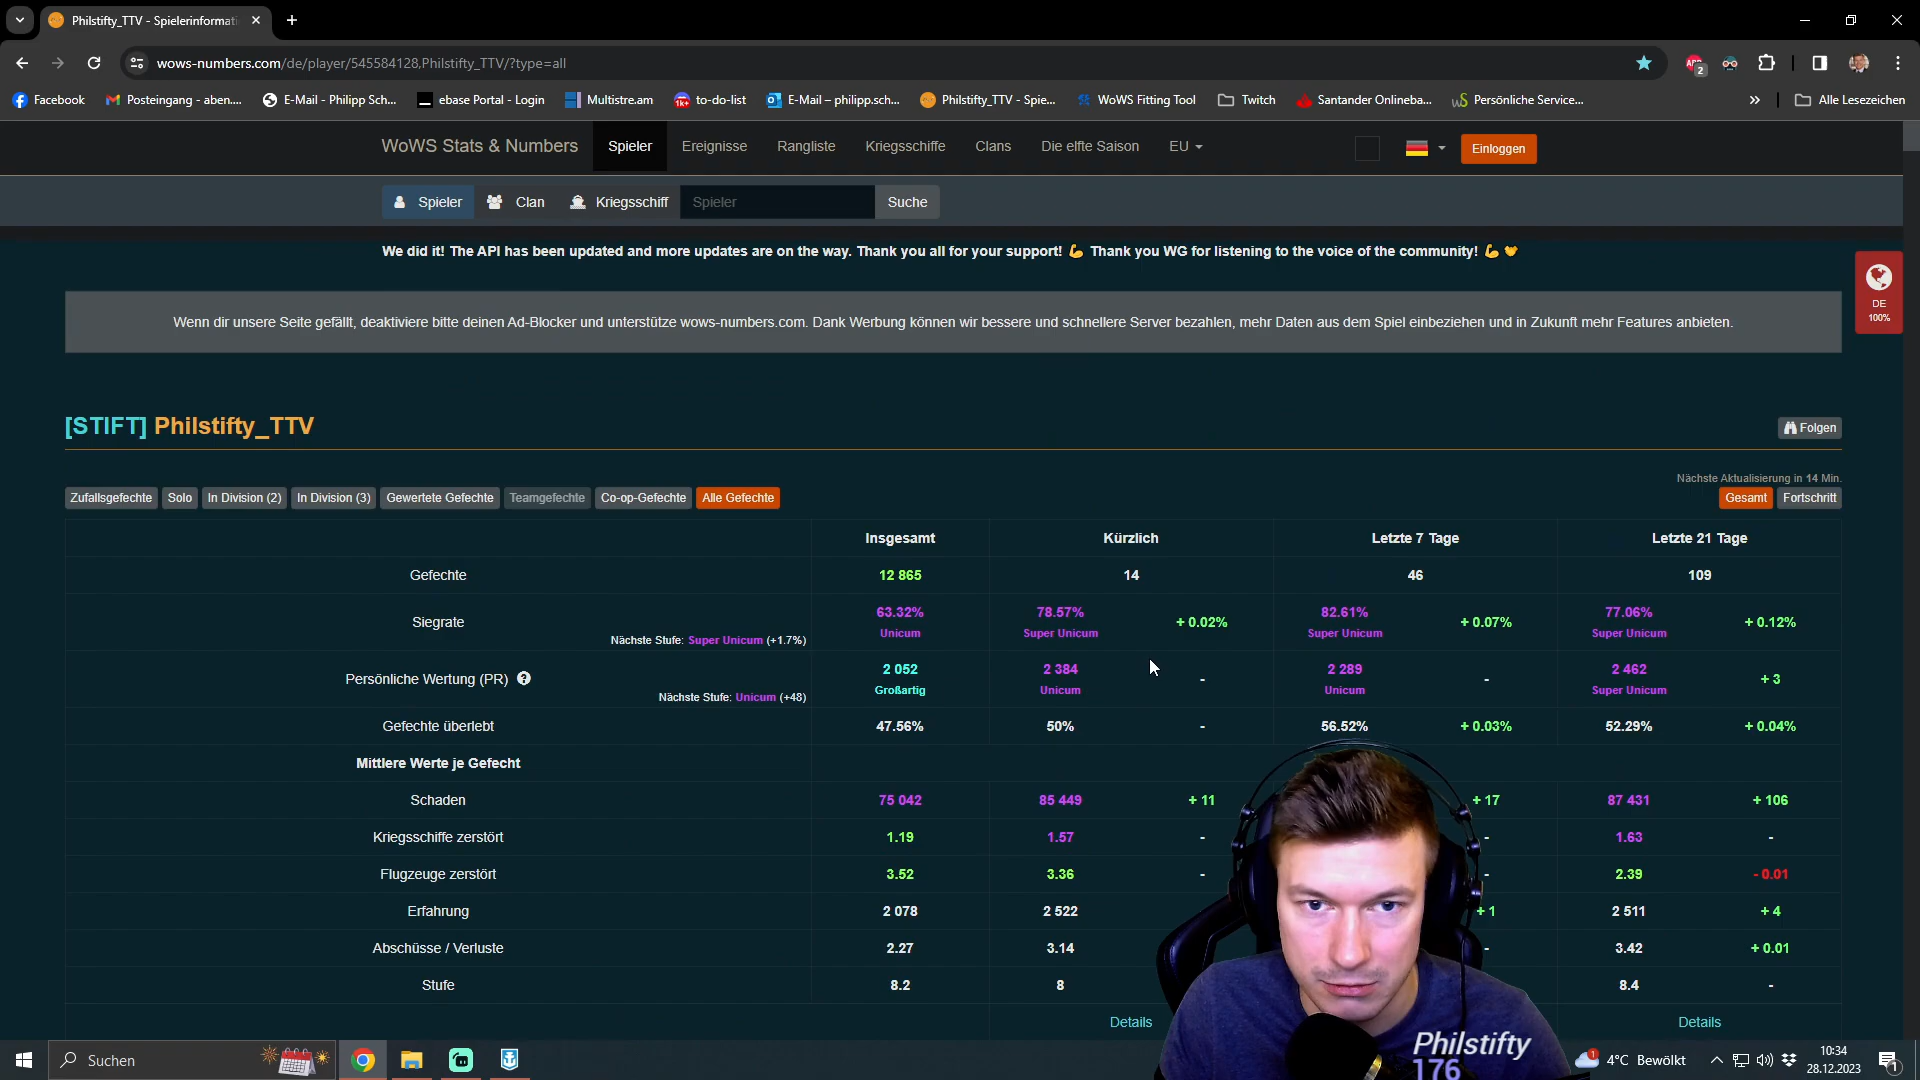 Philstifty_TTV - Spielerinformati
wows-numbers.com/de/player/545584128,Philstifty_TTV/?type=all
2
Facebook
Posteingang - aben....
E-Mail - Philipp Sch...
ebase Portal - Login
Multistre.am
to-do-list
E-Mail – philipp.sch...
Philstifty_TTV - Spie...
WoWS Fitting Tool
Twitch
Santander Onlineba...
Persönliche Service...
Alle Lesezeichen
WoWS Stats & Numbers
Spieler
Ereignisse
Rangliste
Kriegsschiffe
Clans
Die elfte Saison
EU
Einloggen
Spieler
Clan
Kriegsschiff
Spieler
Suche
We did it! The API has been updated and more updates are on the way. Thank you all for your support! 💪 Thank you WG for listening to the voice of the community! 💪
DE
100%
Wenn dir unsere Seite gefällt, deaktiviere bitte deinen Ad-Blocker und unterstütze wows-numbers.com. Dank Werbung können wir bessere und schnellere Server bezahlen, mehr Daten aus dem Spiel einbeziehen und in Zukunft mehr Features anbieten.
[STIFT] Philstifty_TTV
Folgen
Nächste Aktualisierung in 14 Min.
Zufallsgefechte
Solo
In Division (2)
In Division (3)
Gewertete Gefechte
Teamgefechte
Co-op-Gefechte
Alle Gefechte
Gesamt
Fortschritt
Insgesamt Kürzlich Letzte 7 Tage Letzte 21 Tage
Gefechte 12 865 14 46 109
Siegrate 63.32% 78.57% + 0.02% 82.61% + 0.07% 77.06% + 0.12%
Nächste Stufe: Super Unicum (+1.7%) Unicum Super Unicum Super Unicum Super Unicum
Persönliche Wertung (PR) ? 2 052 2 384 - 2 289 - 2 462 + 3
Nächste Stufe: Unicum (+48) Großartig Unicum Unicum Super Unicum
Gefechte überlebt 47.56% 50% - 56.52% + 0.03% 52.29% + 0.04%
Mittlere Werte je Gefecht
Schaden 75 042 85 449 + 11 + 17 87 431 + 106
Kriegsschiffe zerstört 1.19 1.57 - - 1.63 -
Flugzeuge zerstört 3.52 3.36 - - 2.39 - 0.01
Erfahrung 2 078 2 522 + 1 2 511 + 4
Abschüsse / Verluste 2.27 3.14 - 3.42 + 0.01
Stufe 8.2 8 8.4 -
Details Details
Philstifty
176
Suchen
1
4°C Bewölkt
10:34
28.12.2023
1